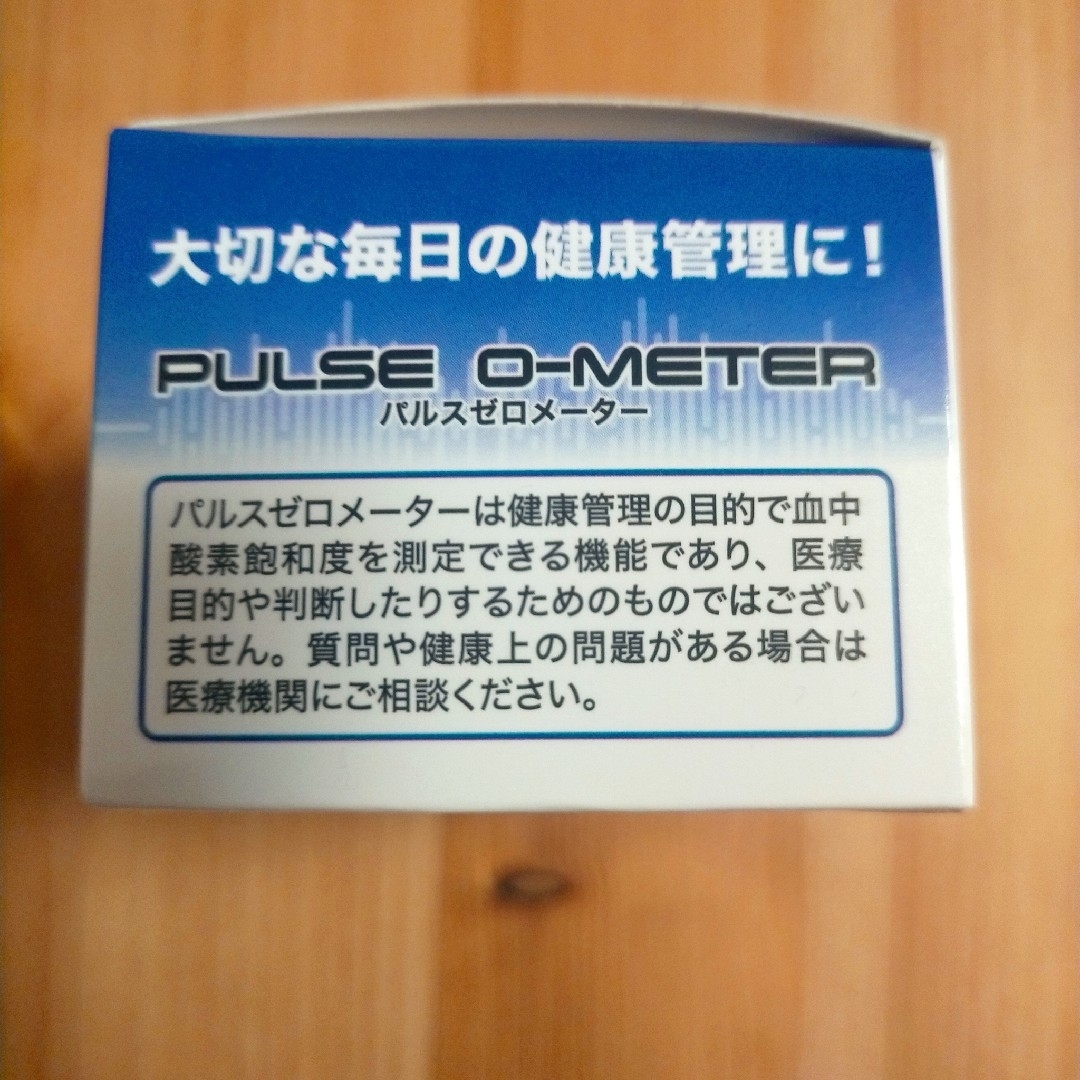 大切な毎日の健康管理に！
PULSE O-METER
パルスゼロメーター
パルスゼロメーターは健康管理の目的で血中
酸素飽和度を測定できる機能であり、医療
目的や判断したりするためのものではござい
ません。質問や健康上の問題がある場合は
医療機関にご相談ください。